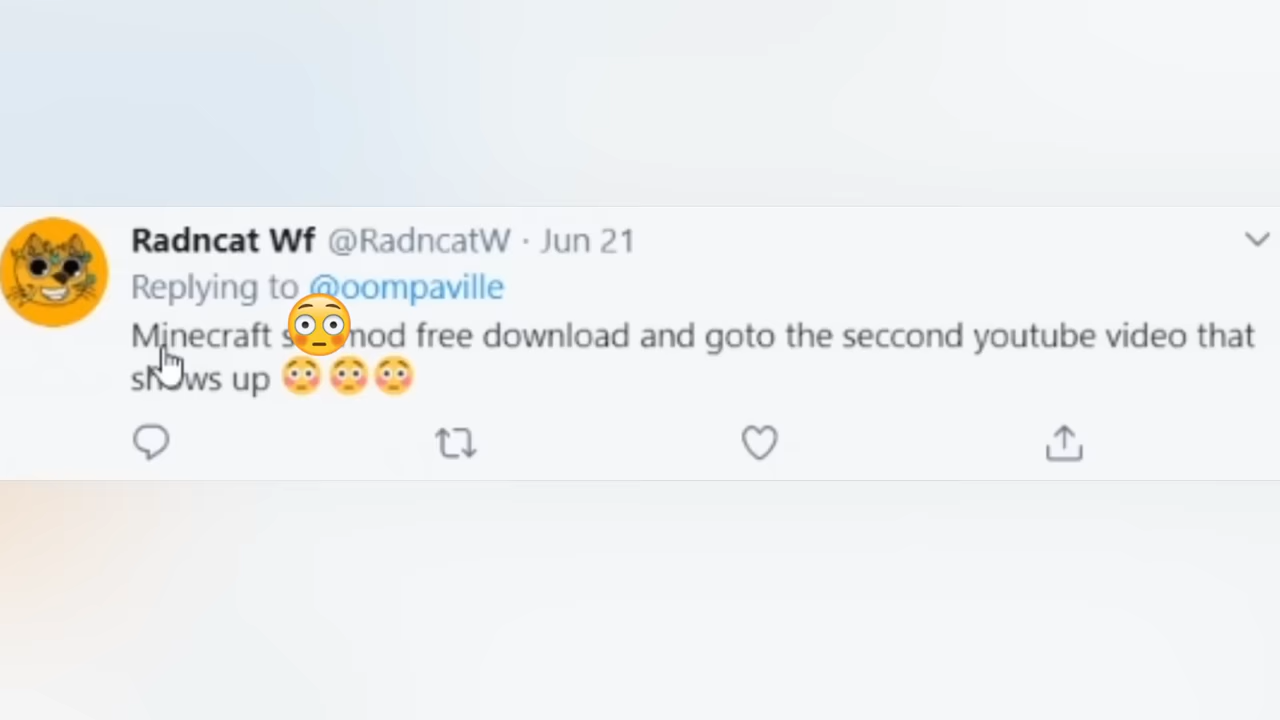 Radncat Wf @RadncatW · Jun 21
Replying to @oompaville
Minecraft mod free download and goto the seccond youtube video that
shows up 😳😳😳